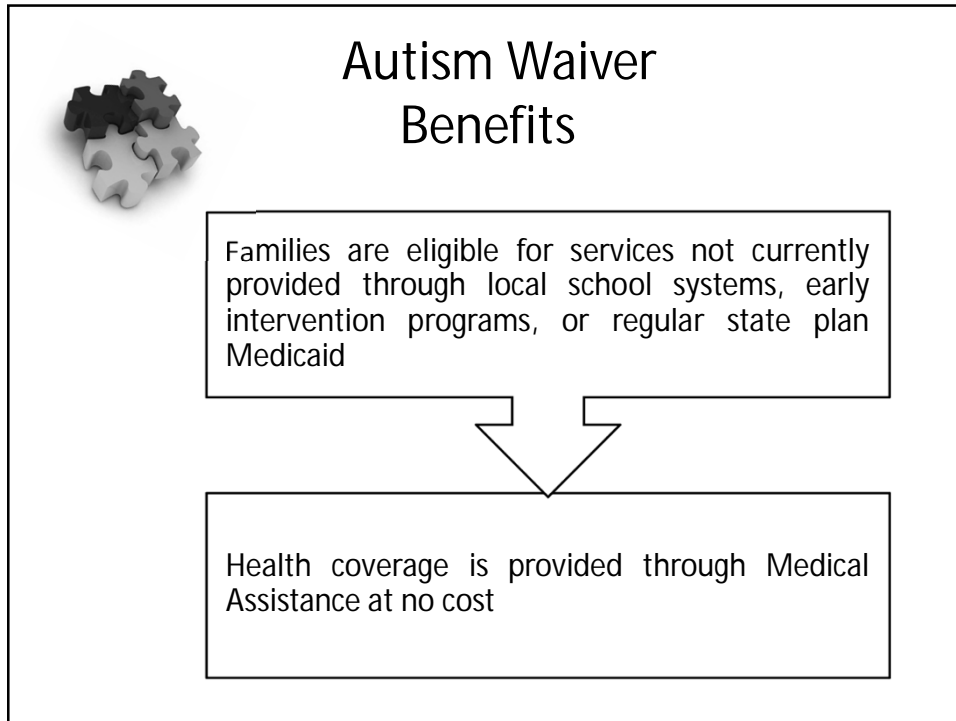 Autism Waiver
Benefits
Families are eligible for services not currently
provided through local school systems, early
intervention programs, or regular state plan
Medicaid
Health coverage is provided through Medical
Assistance at no cost